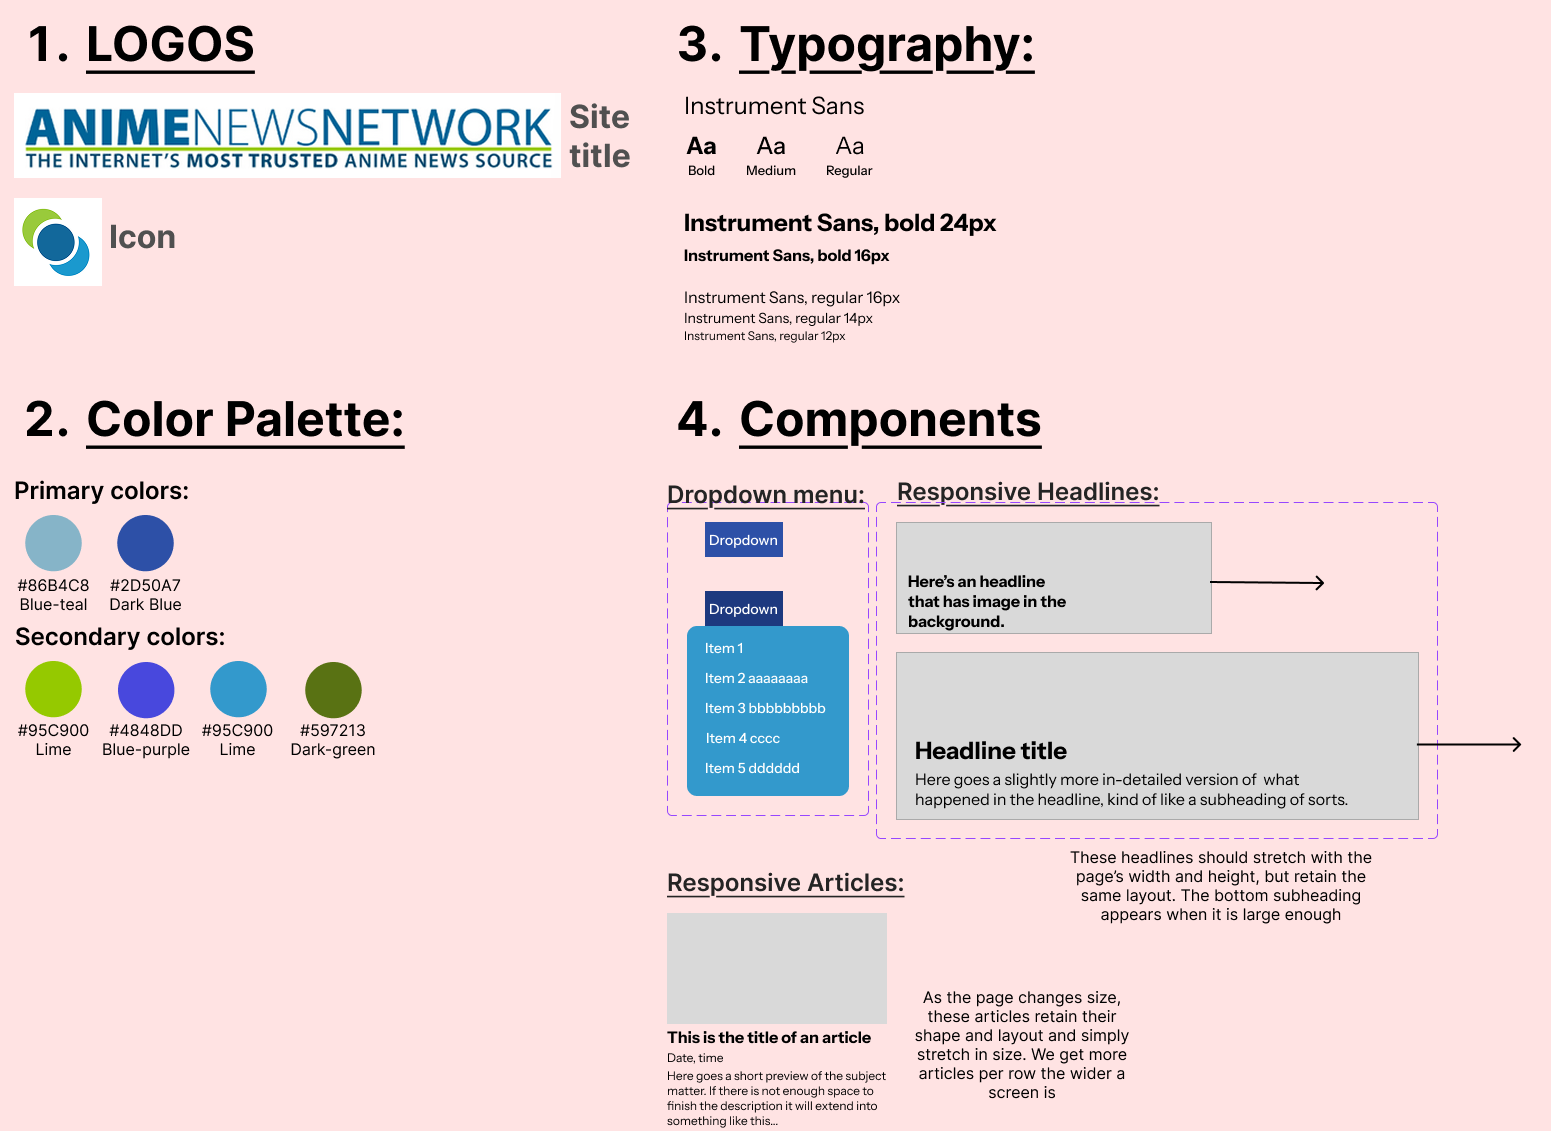 1. LOGOS
ANIMENEWSNETWORK
THE INTERNET'S MOST TRUSTED ANIME NEWS SOURCE
Site
title
Icon
2. Color Palette:
Primary colors:
#86B4C8
Blue-teal
#2D50A7
Dark Blue
Secondary colors:
#95C900
Lime
#4848DD
Blue-purple
#95C900
Lime
#597213
Dark-green
3. Typography:
Instrument Sans
Aa Aa Aa
Bold Medium Regular
Instrument Sans, bold 24px
Instrument Sans, bold 16px
Instrument Sans, regular 16px
Instrument Sans, regular 14px
Instrument Sans, regular 12px
4. Components
Dropdown menu:
Dropdown
Dropdown
Item 1
Item 2 aaaaaaaa
Item 3 bbbbbbbbb
Item 4 cccc
Item 5 dddddd
Responsive Headlines:
Here's an headline
that has image in the
background.
Headline title
Here goes a slightly more in-detailed version of  what
happened in the headline, kind of like a subheading of sorts.
These headlines should stretch with the
page's width and height, but retain the
same layout. The bottom subheading
appears when it is large enough
Responsive Articles:
This is the title of an article
Date, time
Here goes a short preview of the subject
matter. If there is not enough space to
finish the description it will extend into
something like this...
As the page changes size,
these articles retain their
shape and layout and simply
stretch in size. We get more
articles per row the wider a
screen is